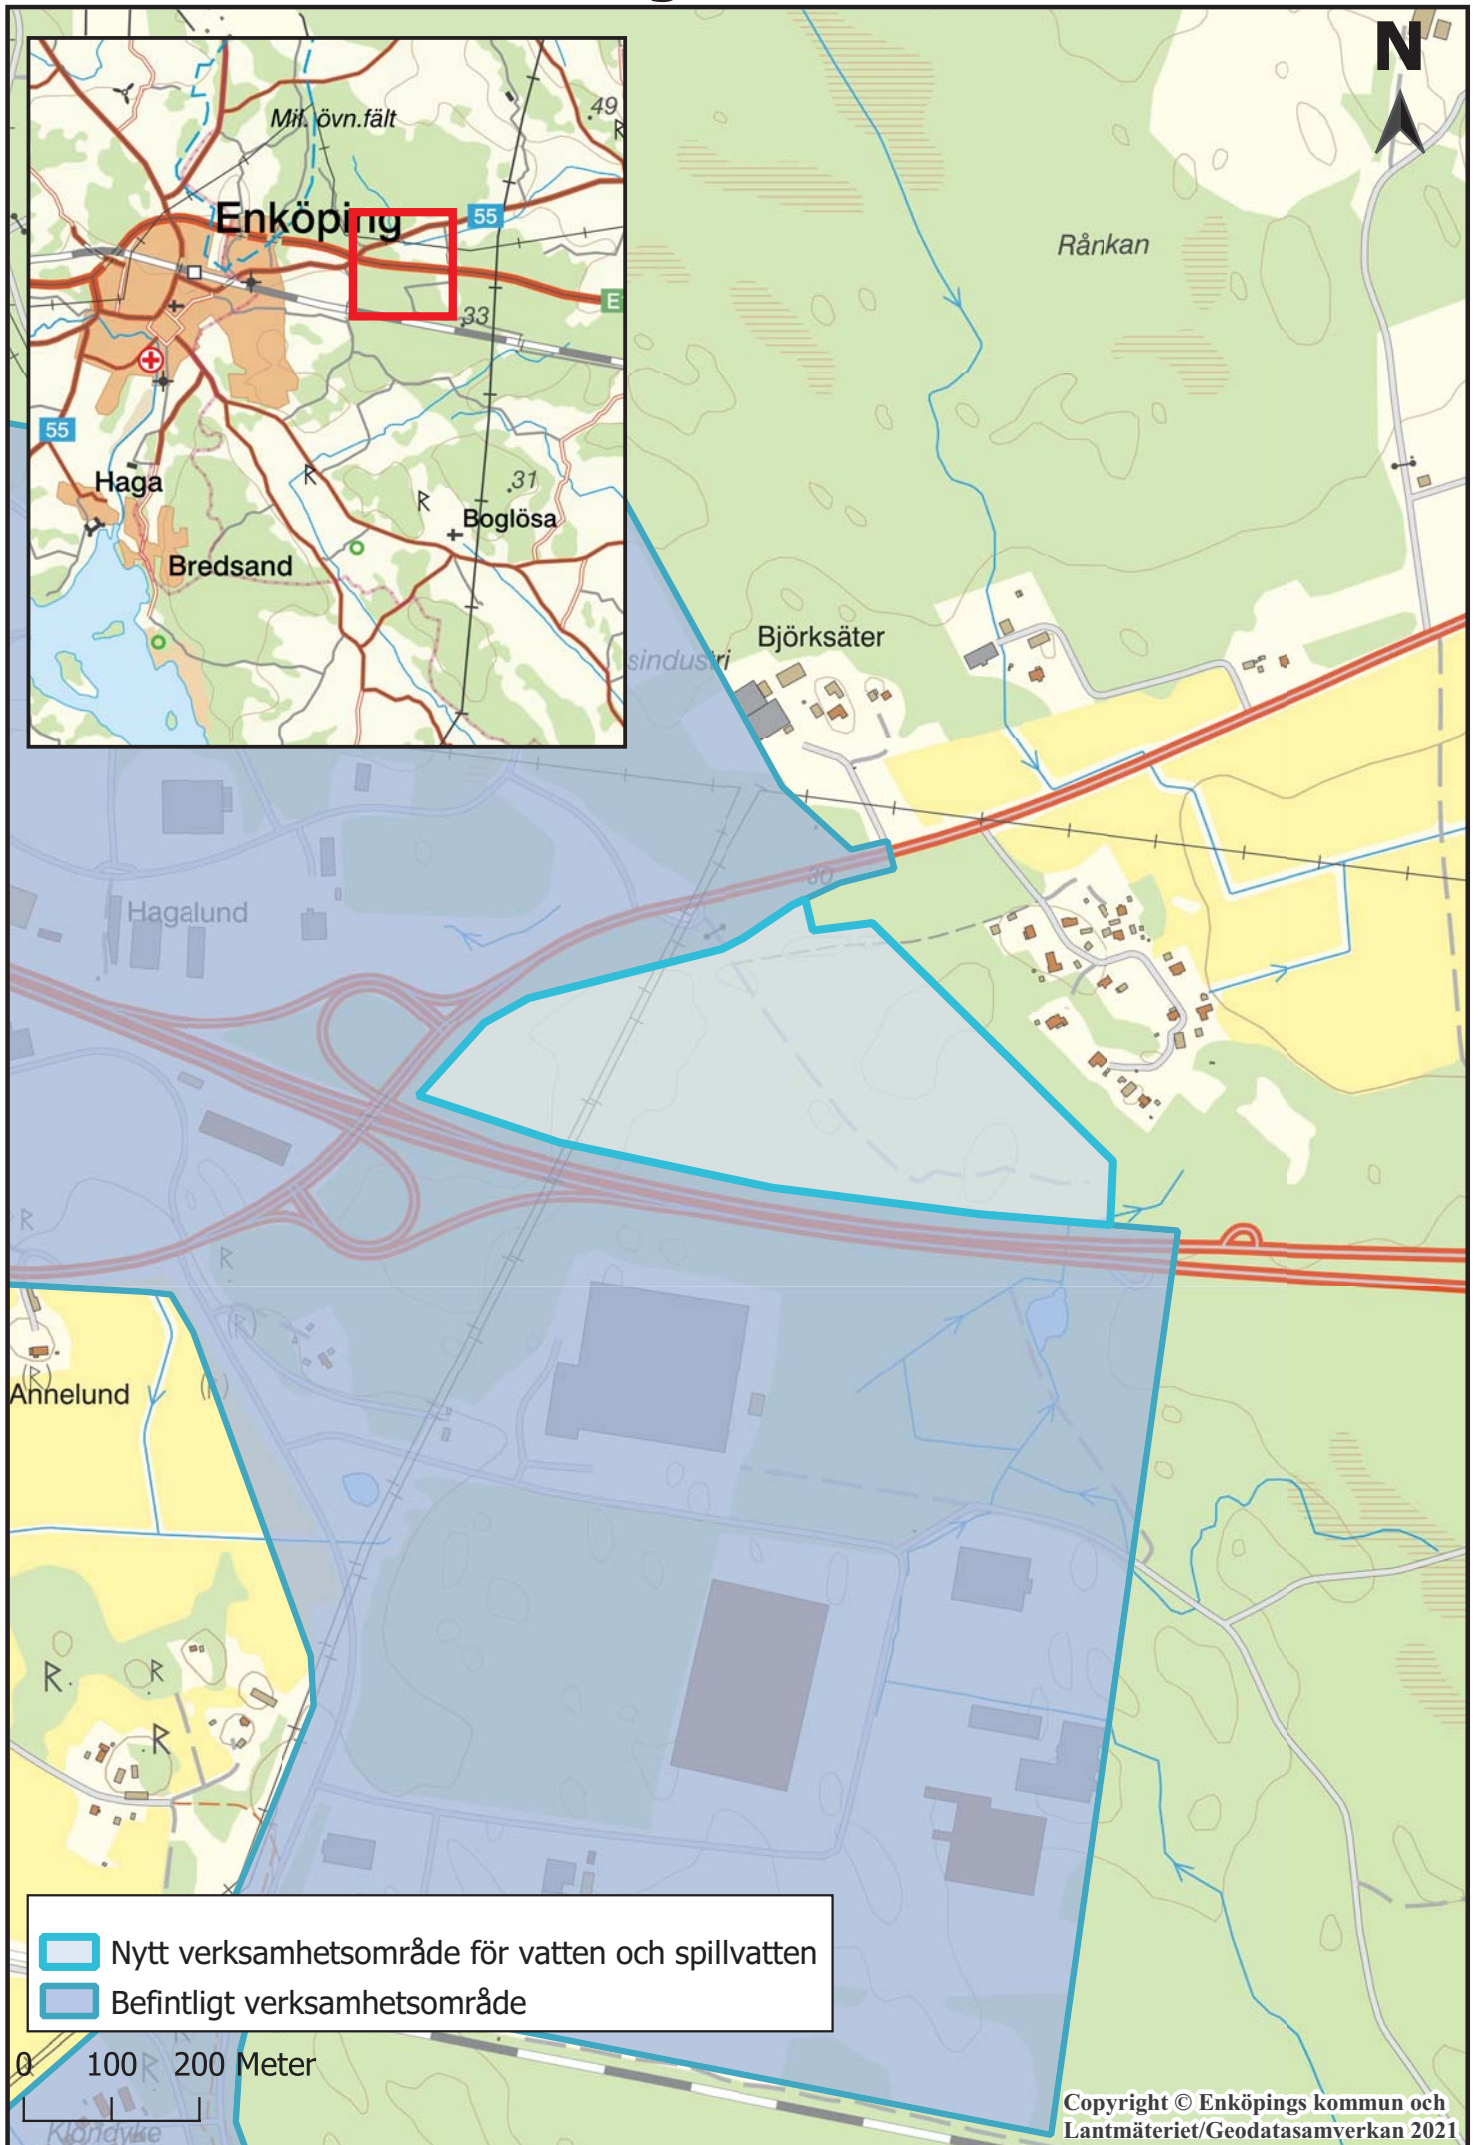 N
Mil. övn.fält
49
R
Enköping
55
E
33
55
Haga
R
R
31
Boglösa
Bredsand
Rånkan
sindustri
Björksäter
30
Hagalund
R
R
(R)
(R)
Annelund
(R)
R
R
R
Nytt verksamhetsområde för vatten och spillvatten
Befintligt verksamhetsområde
R
0 100 200 Meter
R
Klondyke
Copyright © Enköpings kommun och
Lantmäteriet/Geodatasamverkan 2021